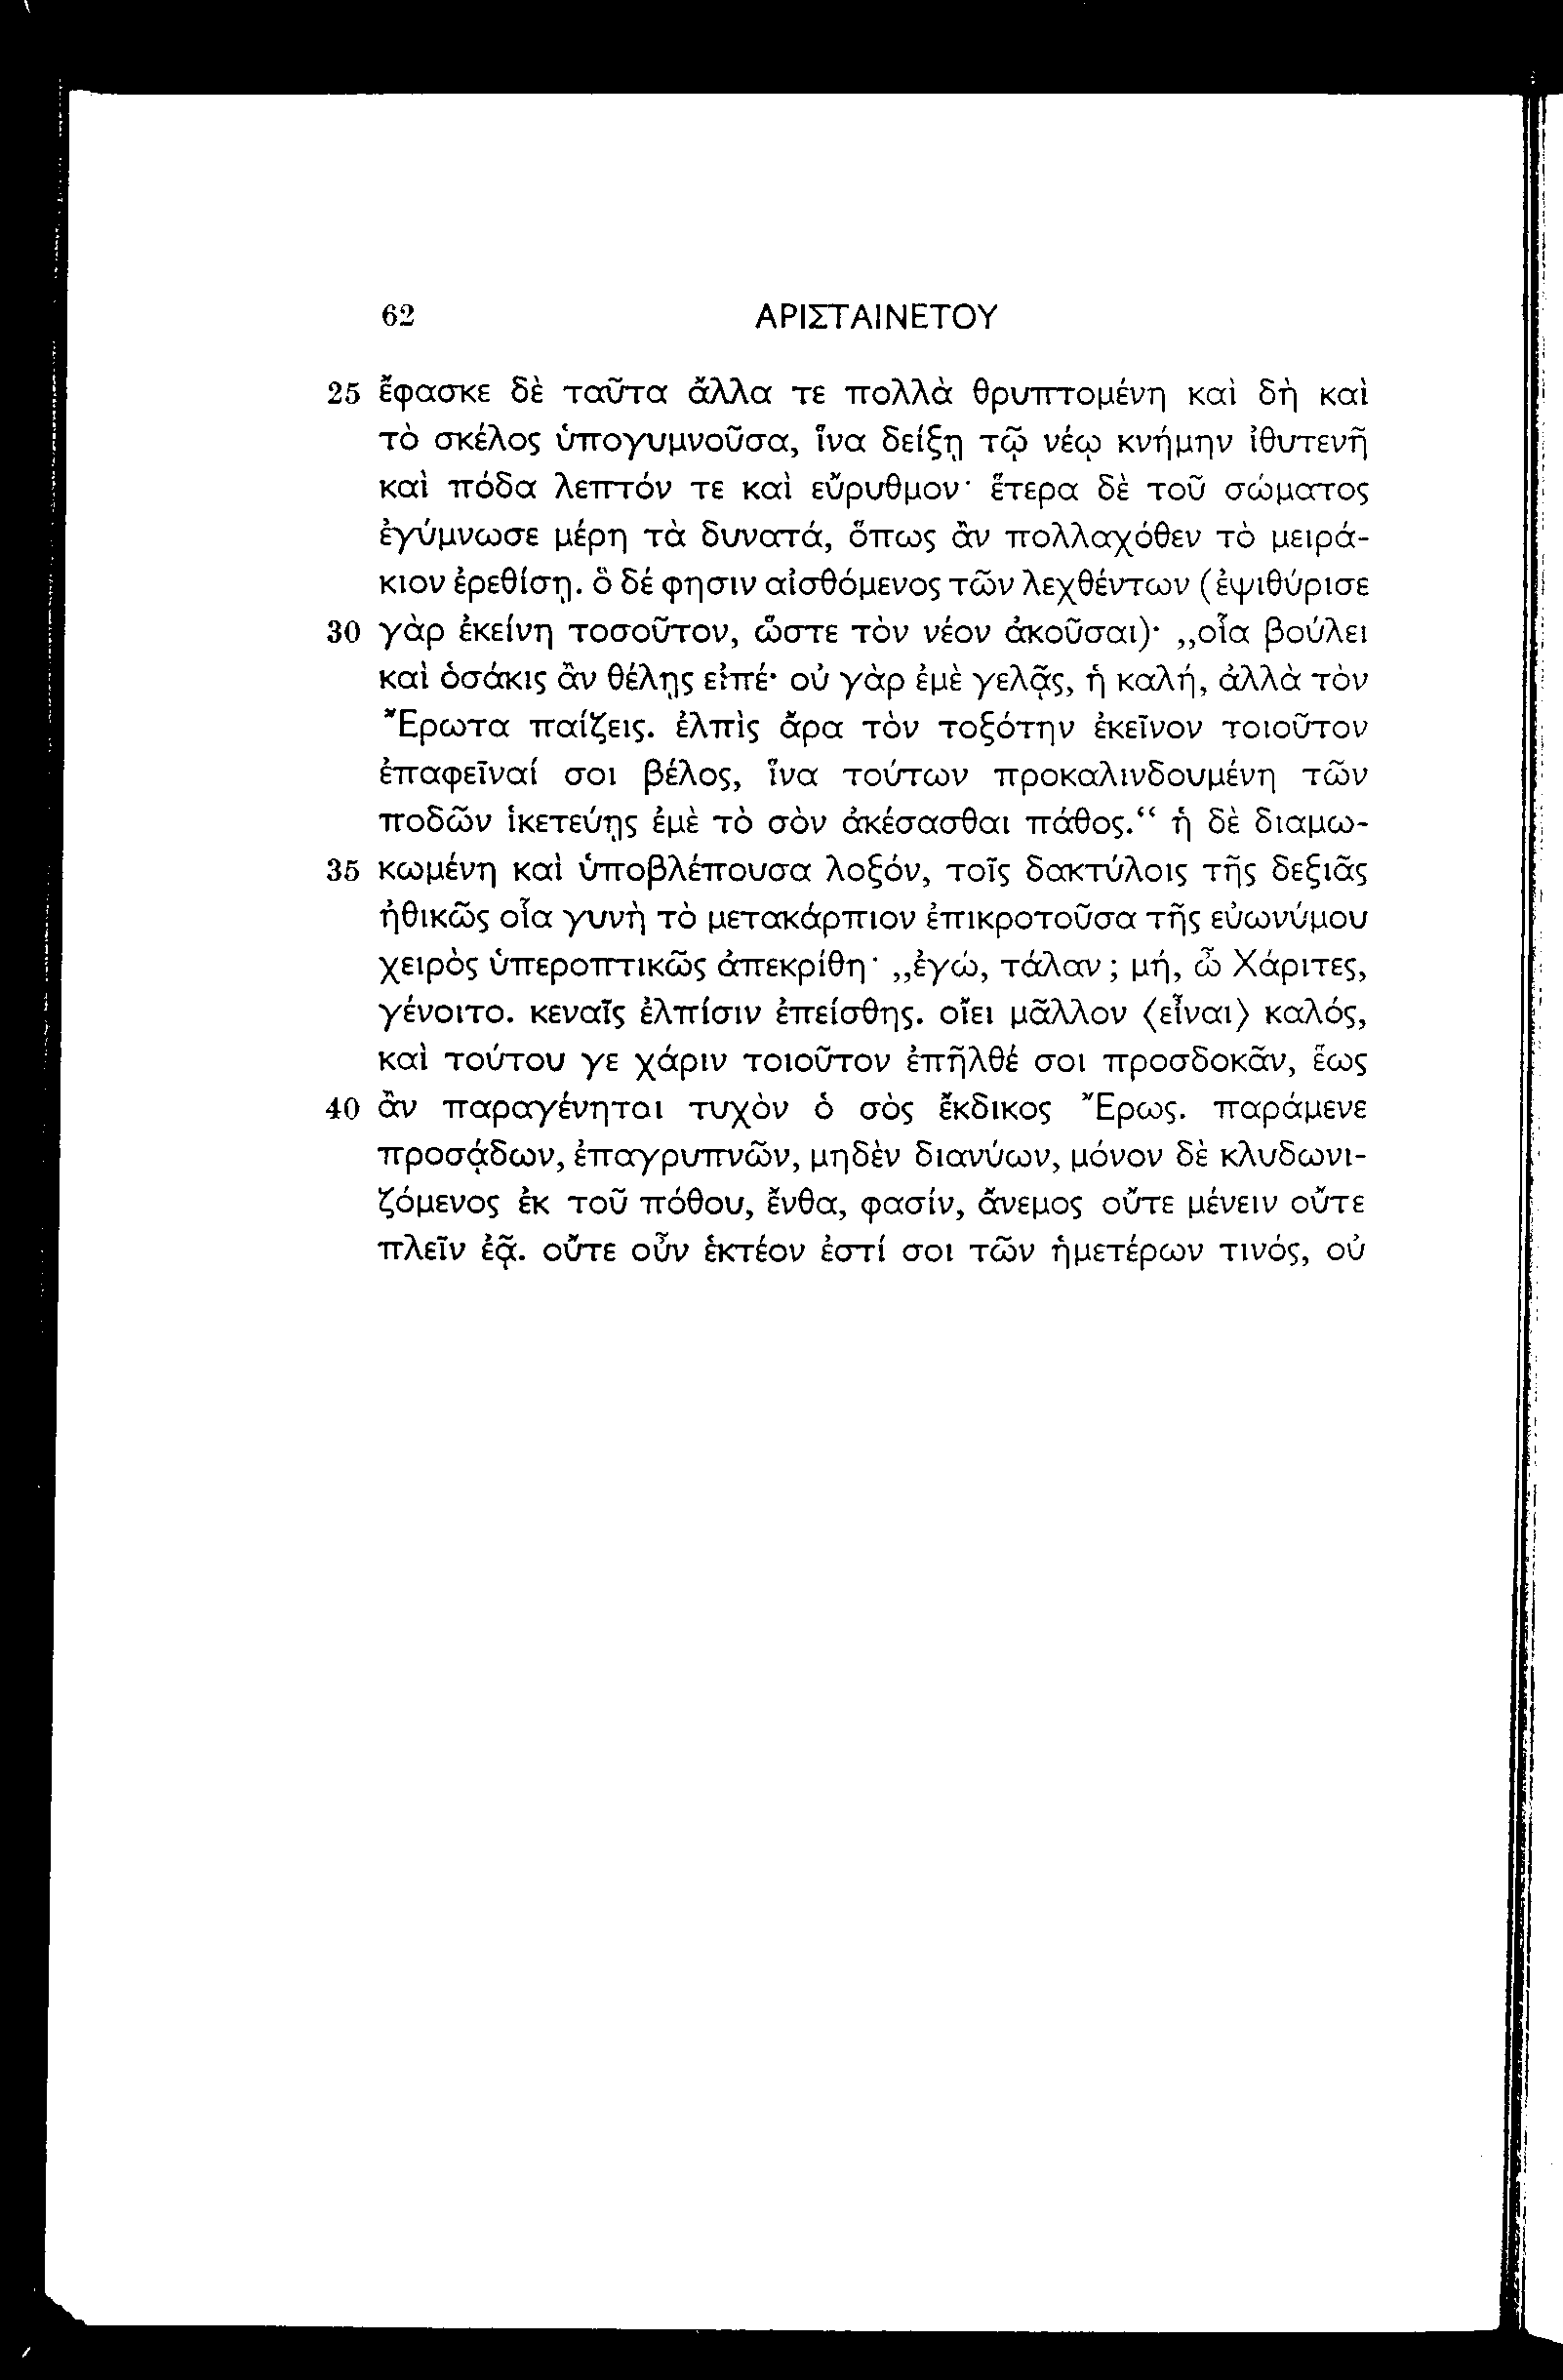 62 ΑΡΙΣΤΑΙΝΕΤΟΥ
25 ἔφασκε δὲ ταῦτα ἄλλα τε πολλὰ θρυπτομένη καὶ δὴ καὶ
τὸ σκέλος ὑπογυμνοῦσα, ἵνα δείξῃ τῷ νέῳ κνήμην ἰθυτενῆ
καὶ πόδα λεπτόν τε καὶ εὔρυθμον· ἕτερα δὲ τοῦ σώματος
ἐγύμνωσε μέρη τὰ δυνατά, ὅπως ἂν πολλαχόθεν τὸ μειρά-
κιον ἐρεθίσῃ. ὃ δέ φησιν αἰσθόμενος τῶν λεχθέντων (ἐψιθύρισε
30 γὰρ ἐκείνη τοσοῦτον, ὥστε τὸν νέον ἀκοῦσαι)· „οἷα βούλει
καὶ ὁσάκις ἂν θέλῃς εἰπέ· οὐ γὰρ ἐμὲ γελᾷς, ἡ καλή, ἀλλὰ τὸν
Ἔρωτα παίζεις. ἐλπὶς ἄρα τὸν τοξότην ἐκεῖνον τοιοῦτον
ἐπαφεῖναί σοι βέλος, ἵνα τούτων προκαλινδουμένη τῶν
ποδῶν ἱκετεύῃς ἐμὲ τὸ σὸν ἀκέσασθαι πάθος.“ ἡ δὲ διαμω-
35 κωμένη καὶ ὑποβλέπουσα λοξόν, τοῖς δακτύλοις τῆς δεξιᾶς
ἠθικῶς οἷα γυνὴ τὸ μετακάρπιον ἐπικροτοῦσα τῆς εὐωνύμου
χειρὸς ὑπεροπτικῶς ἀπεκρίθη· „ἐγώ, τάλαν; μή, ὦ Χάριτες,
γένοιτο. κεναῖς ἐλπίσιν ἐπείσθης. οἴει μᾶλλον ⟨εἶναι⟩ καλός,
καὶ τούτου γε χάριν τοιοῦτον ἐπῆλθέ σοι προσδοκᾶν, ἕως
40 ἂν παραγένηται τυχὸν ὁ σὸς ἔκδικος Ἔρως. παράμενε
προσᾴδων, ἐπαγρυπνῶν, μηδὲν διανύων, μόνον δὲ κλυδωνι-
ζόμενος ἐκ τοῦ πόθου, ἔνθα, φασίν, ἄνεμος οὔτε μένειν οὔτε
πλεῖν ἐᾷ. οὔτε οὖν ἑκτέον ἐστί σοι τῶν ἡμετέρων τινός, οὐ